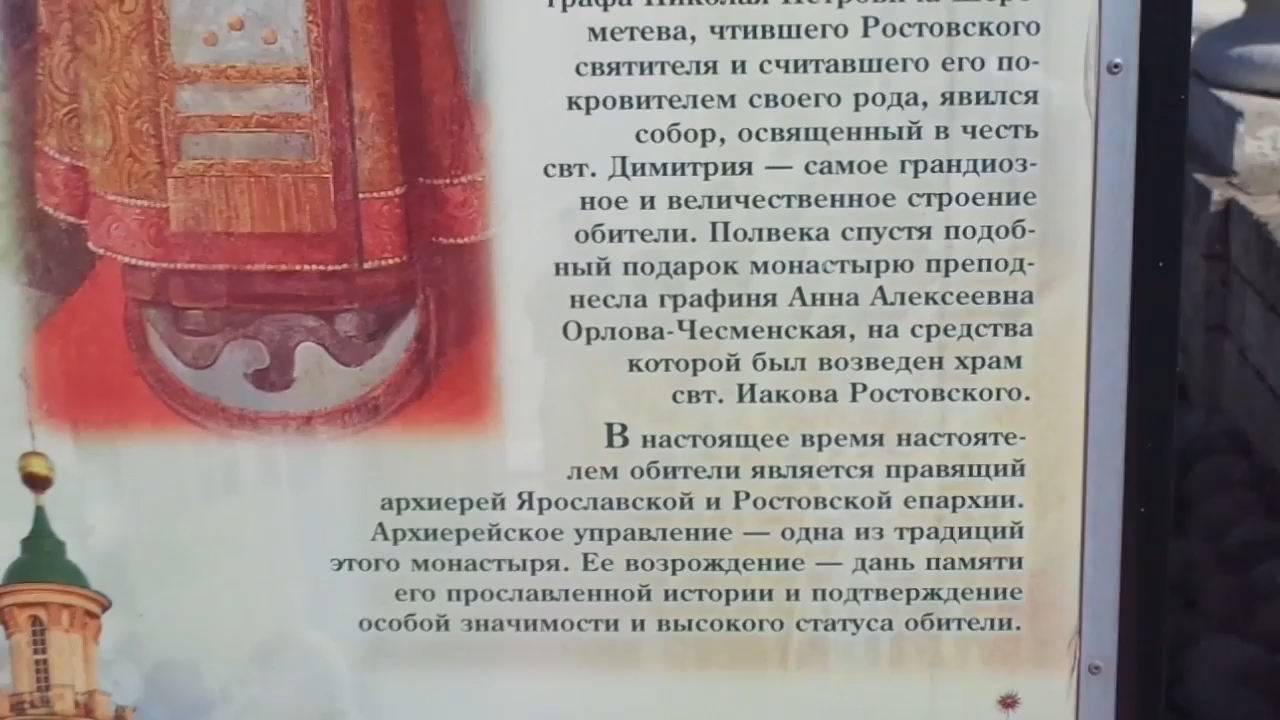 графа Николая Петровича Шере-
метева, чтившего Ростовского
святителя и считавшего его по-
кровителем своего рода, явился
собор, освященный в честь
свт. Димитрия — самое грандиоз-
ное и величественное строение
обители. Полвека спустя подоб-
ный подарок монастырю препод-
несла графиня Анна Алексеевна
Орлова-Чесменская, на средства
которой был возведен храм
свт. Иакова Ростовского.
В настоящее время настояте-
лем обители является правящий
архиерей Ярославской и Ростовской епархии.
Архиерейское управление — одна из традиций
этого монастыря. Ее возрождение — дань памяти
его прославленной истории и подтверждение
особой значимости и высокого статуса обители.